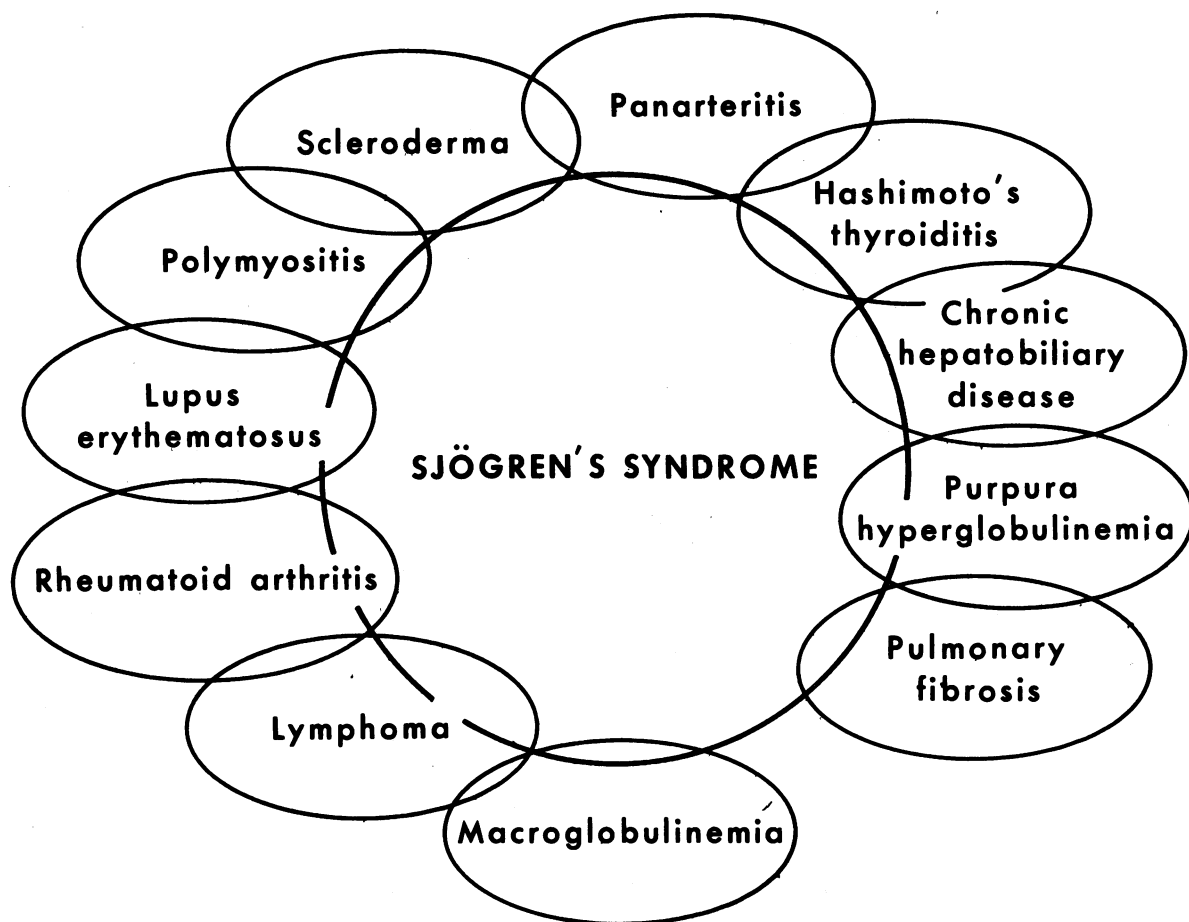 Panarteritis
Scleroderma
Hashimoto's
thyroiditis
Polymyositis
Chronic
hepatobiliary
disease
Lupus
erythematosus
SJÖGREN'S SYNDROME
Purpura
hyperglobulinemia
Rheumatoid arthritis
Pulmonary
fibrosis
Lymphoma
Macroglobulinemia